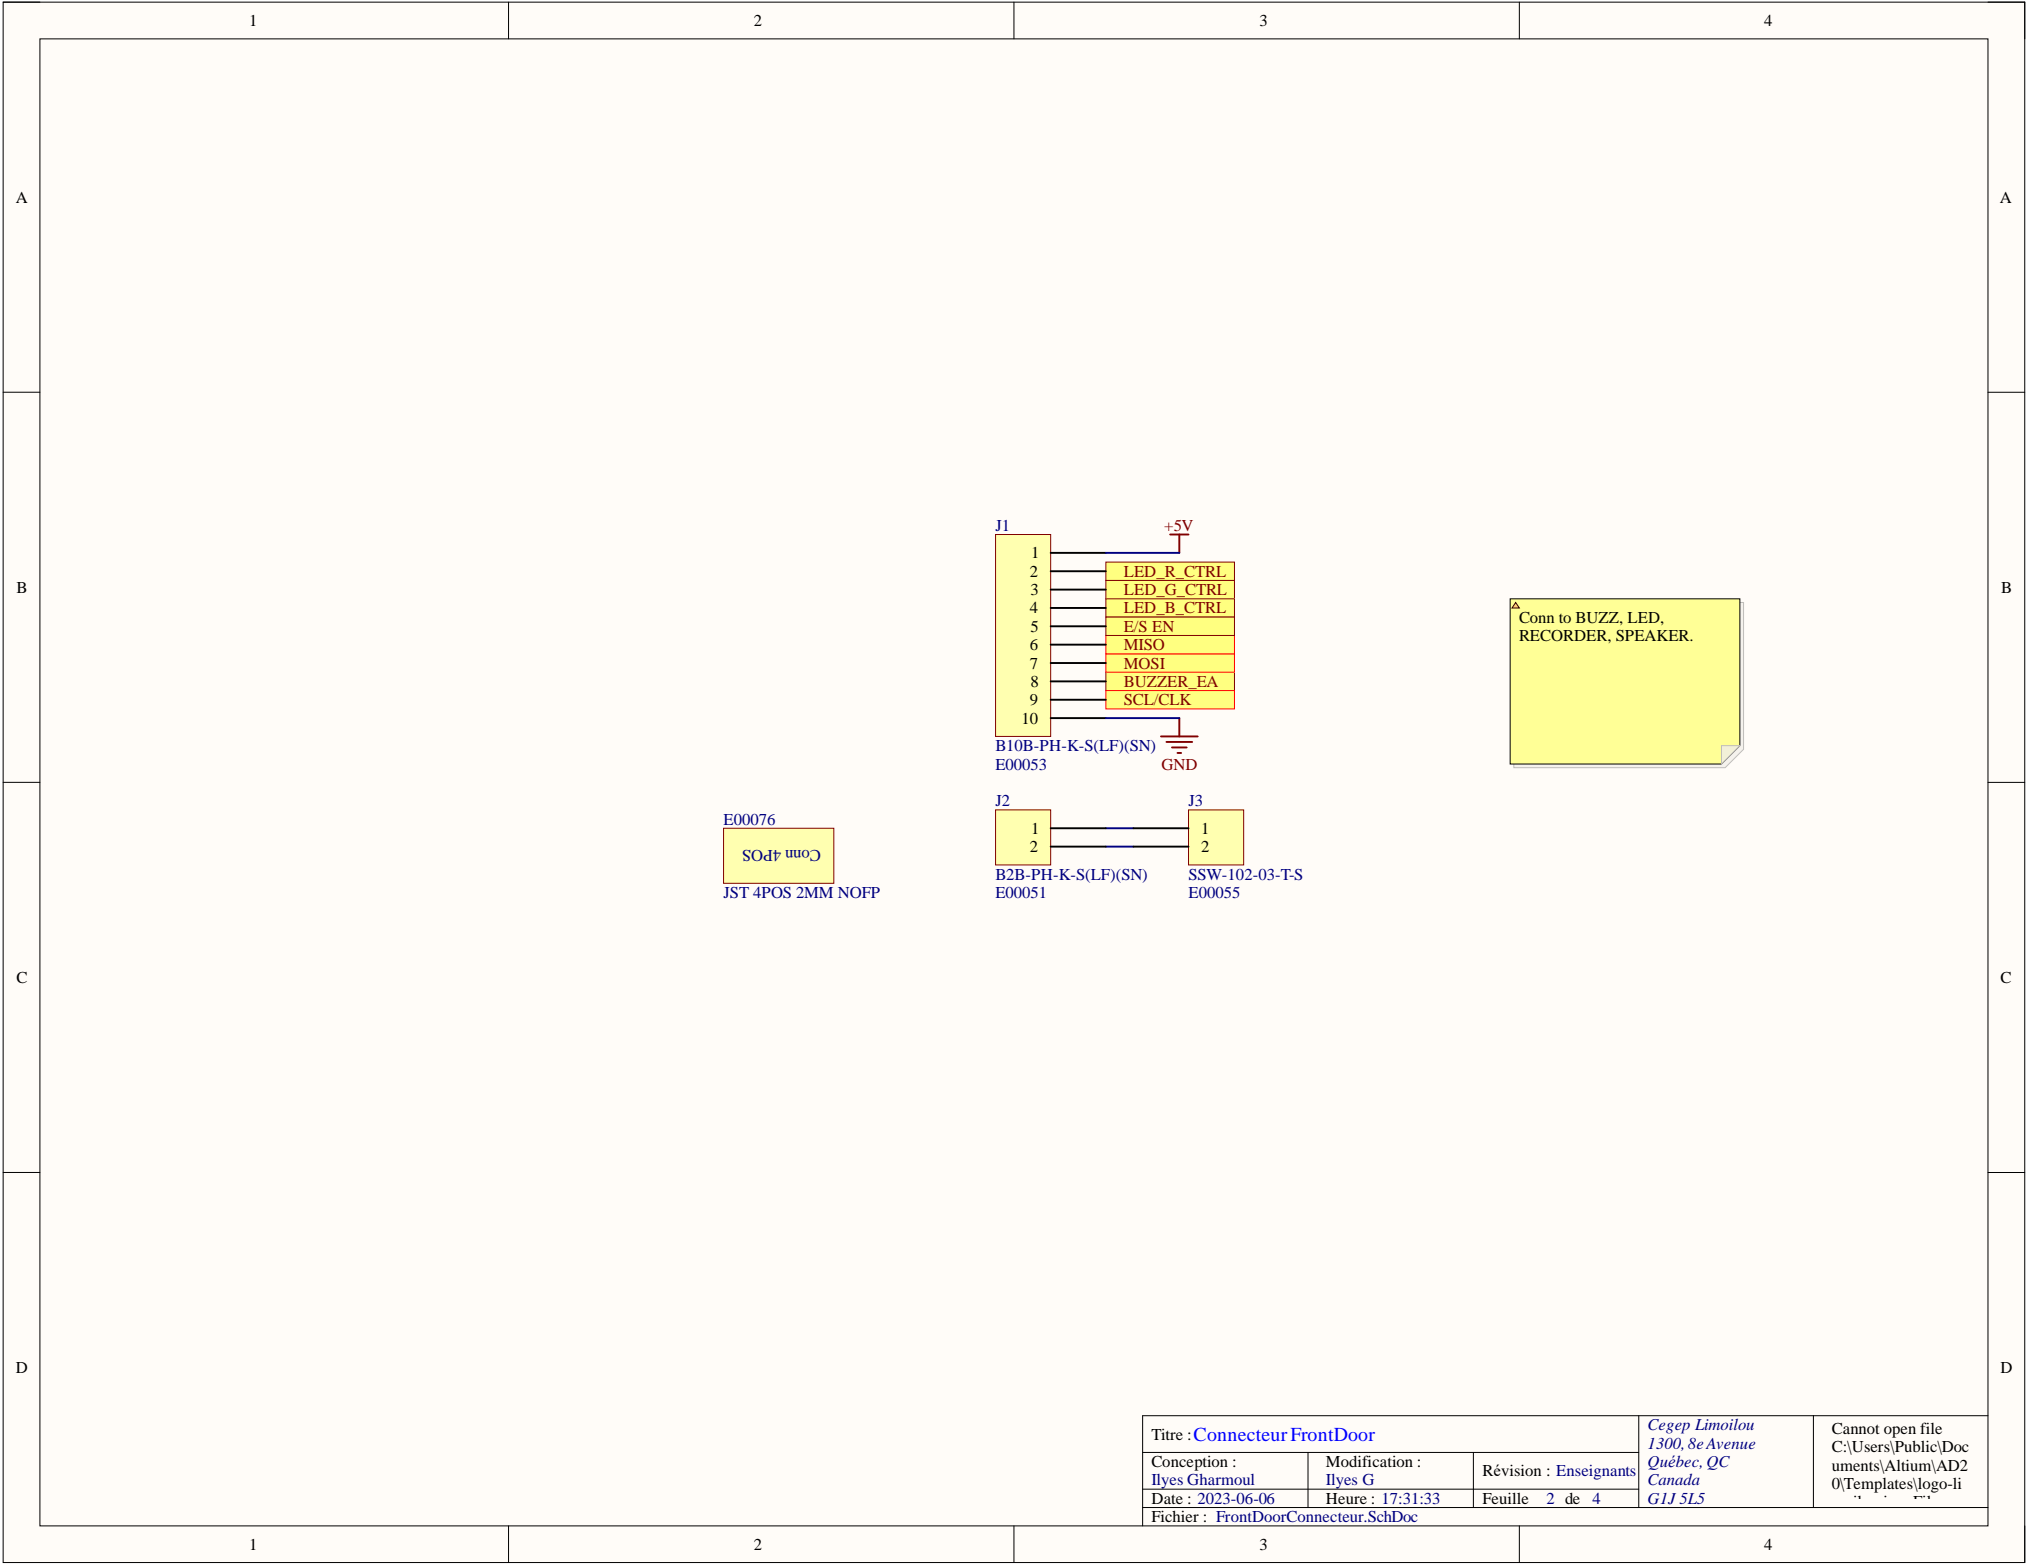 1 2 3 4
A A
J1 +5V
1
2 LED_R_CTRL
3 LED_G_CTRL
4 LED_B_CTRL
5 E/S EN
6 MISO
7 MOSI
8 BUZZER_EA
9 SCL/CLK
10
B10B-PH-K-S(LF)(SN)
E00053 GND
B B
Conn to BUZZ, LED,
RECORDER, SPEAKER.
E00076
Conn 4POS
JST 4POS 2MM NOFP
J2 J3
1 1
2 2
B2B-PH-K-S(LF)(SN) SSW-102-03-T-S
E00051 E00055
C C
D D
Titre : Connecteur FrontDoor
Conception :
Ilyes Gharmoul
Modification :
Ilyes G
Révision : Enseignants
Date : 2023-06-06
Heure : 17:31:33
Feuille 2 de 4
Fichier : FrontDoorConnecteur.SchDoc
Cegep Limoilou
1300, 8e Avenue
Québec, QC
Canada
G1J 5L5
Cannot open file
C:\Users\Public\Doc
uments\Altium\AD2
0\Templates\logo-li
1 2 3 4